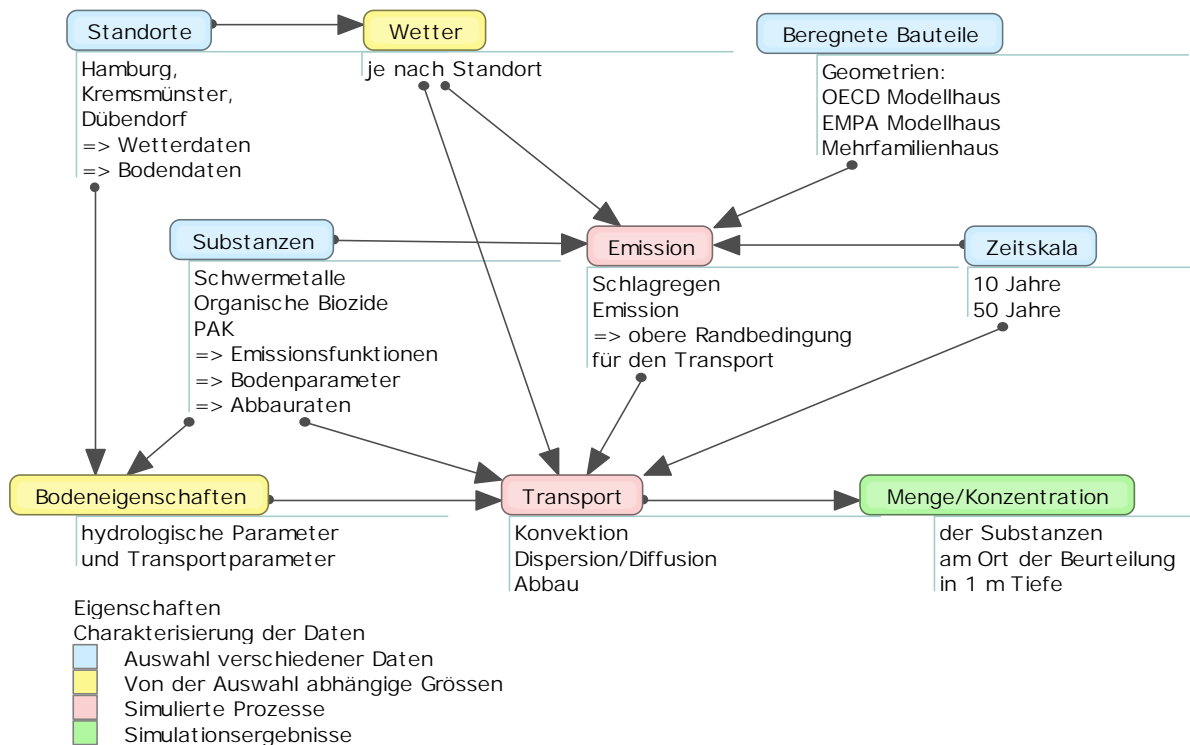 Standorte
Hamburg,
Kremsmünster,
Dübendorf
=> Wetterdaten
=> Bodendaten
Wetter
je nach Standort
Beregnete Bauteile
Geometrien:
OECD Modellhaus
EMPA Modellhaus
Mehrfamilienhaus
Substanzen
Schwermetalle
Organische Biozide
PAK
=> Emissionsfunktionen
=> Bodenparameter
=> Abbauraten
Emission
Schlagregen
Emission
=> obere Randbedingung
für den Transport
Zeitskala
10 Jahre
50 Jahre
Bodeneigenschaften
hydrologische Parameter
und Transportparameter
Transport
Konvektion
Dispersion/Diffusion
Abbau
Menge/Konzentration
der Substanzen
am Ort der Beurteilung
in 1 m Tiefe
Eigenschaften
Charakterisierung der Daten
Auswahl verschiedener Daten
Von der Auswahl abhängige Grössen
Simulierte Prozesse
Simulationsergebnisse